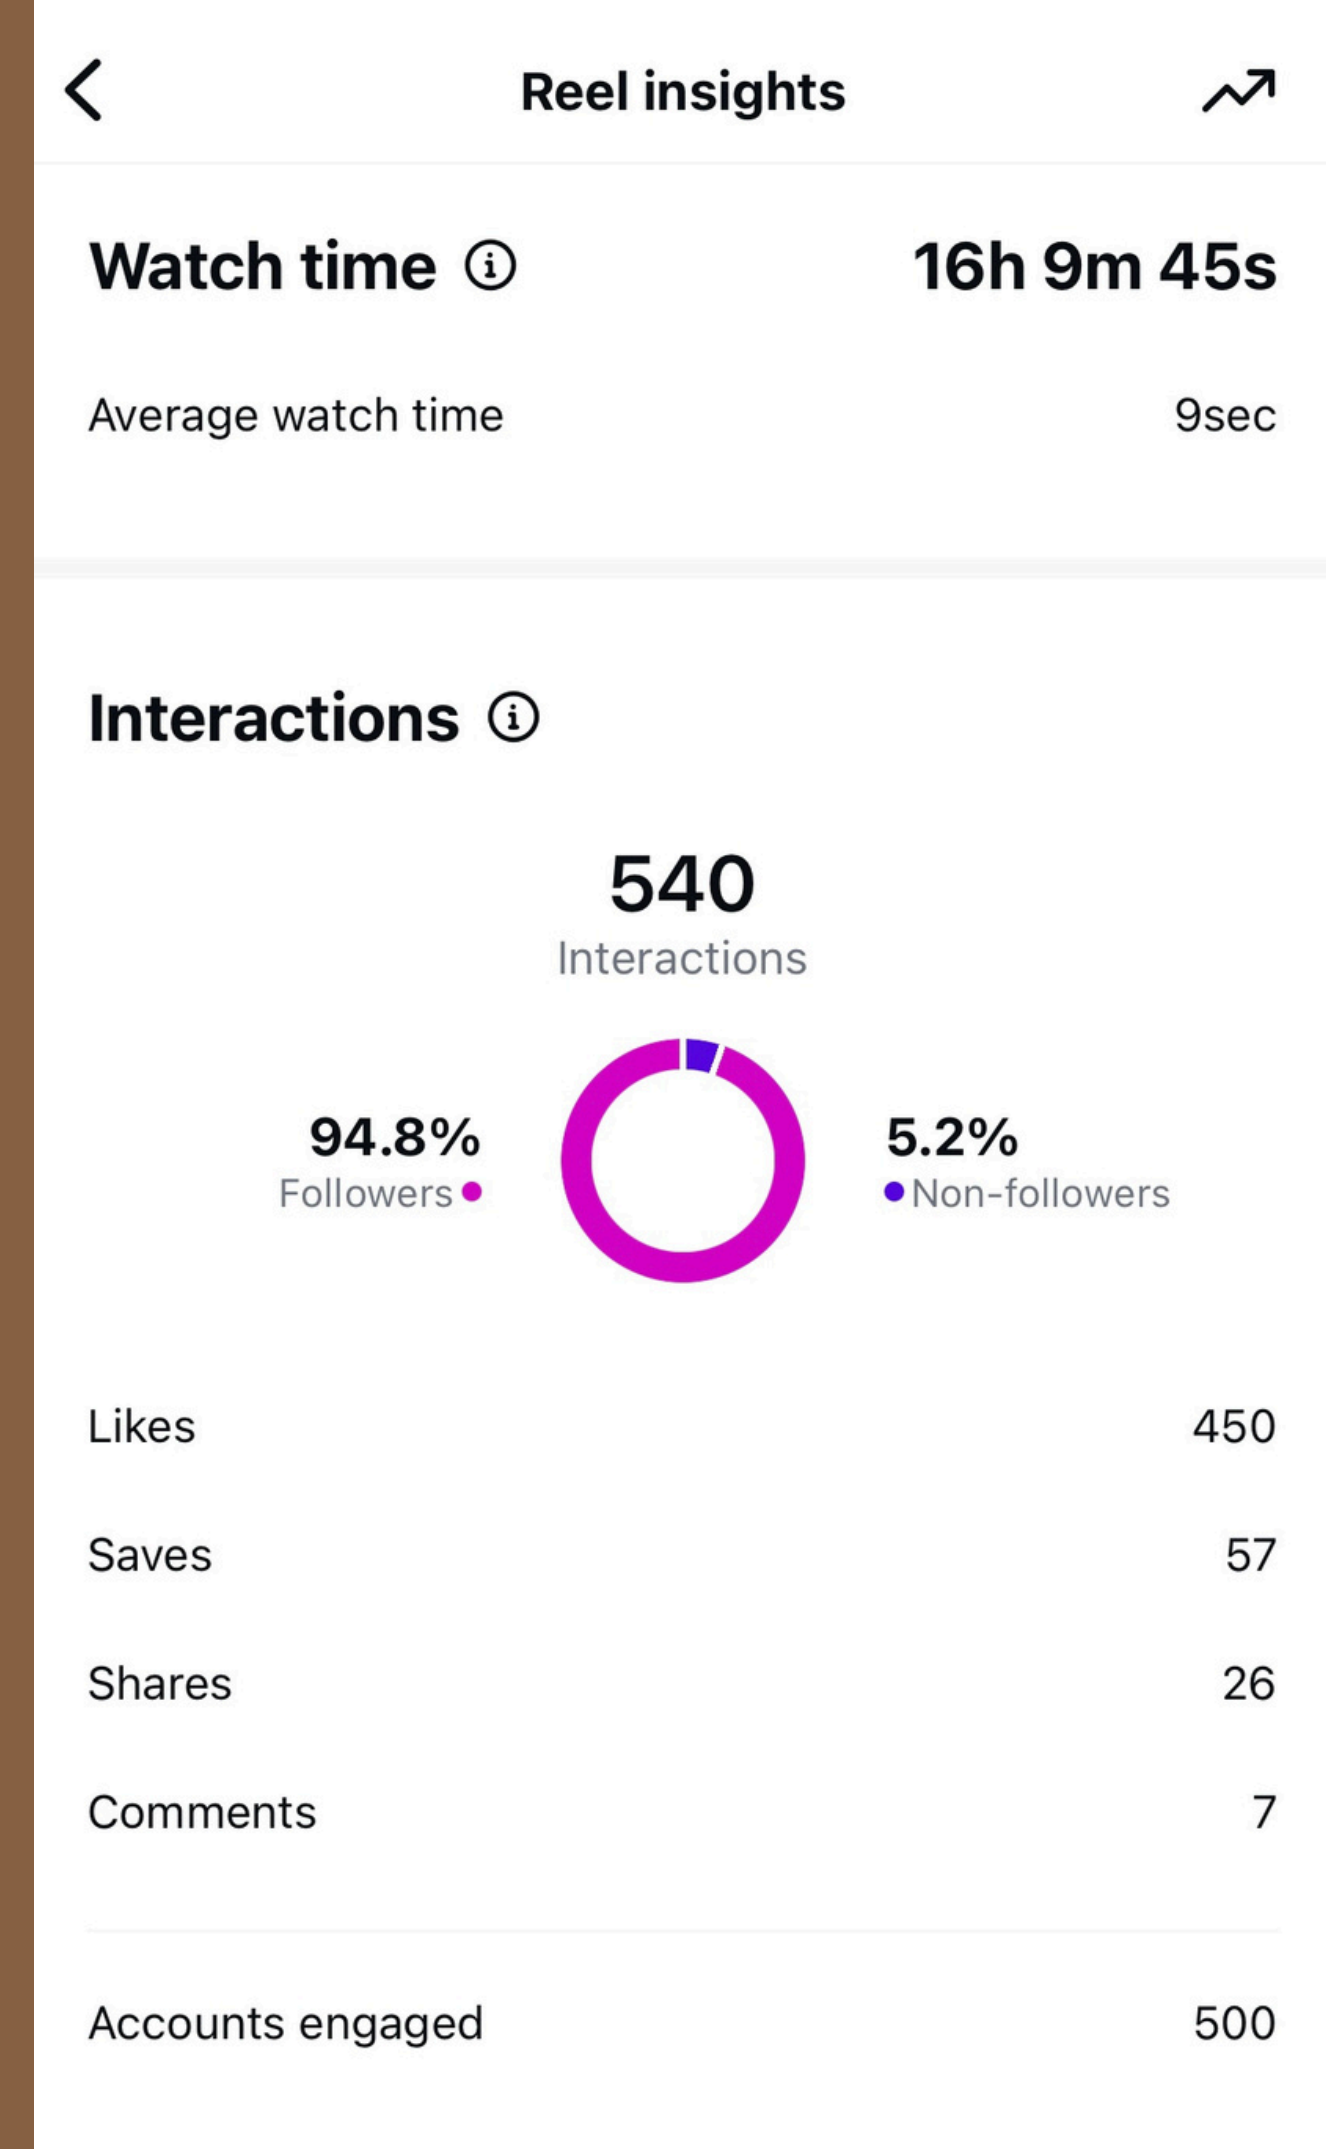 Reel insights
Watch time 16h 9m 45s
Average watch time 9sec
Interactions
540
Interactions
94.8% 5.2%
Followers Non-followers
Likes 450
Saves 57
Shares 26
Comments 7
Accounts engaged 500